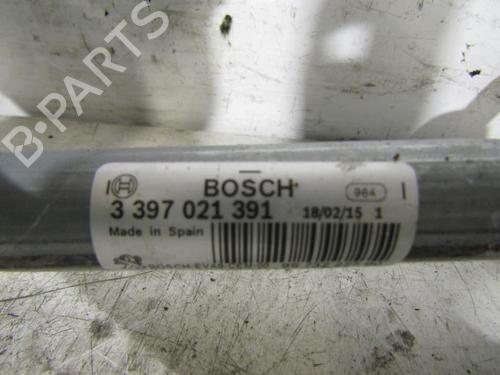 BOSCH
964
3 397 021 391
18/02/15 1
Made in Spain
B-PARTS